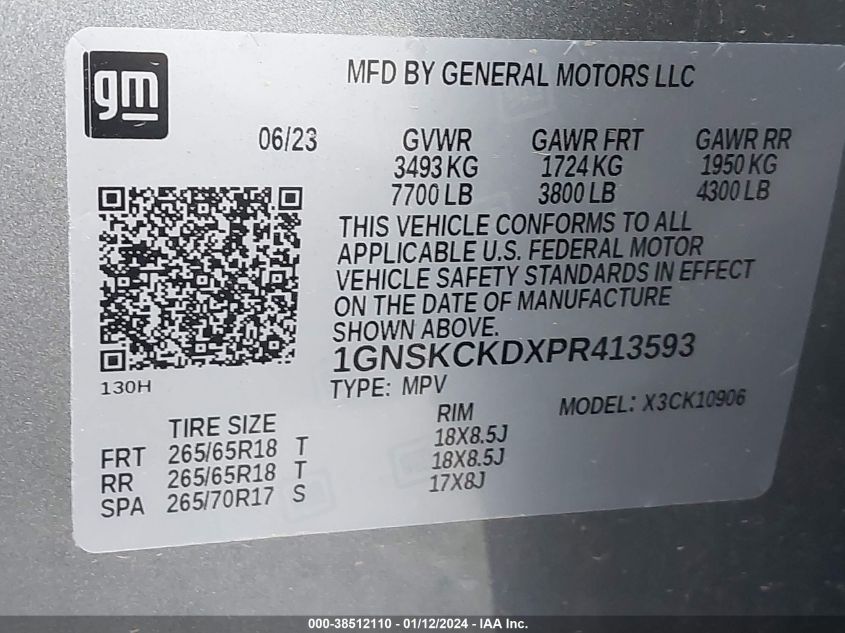 gm
MFD BY GENERAL MOTORS LLC
06/23 GVWR GAWR FRT GAWR RR
3493 KG 1724 KG 1950 KG
7700 LB 3800 LB 4300 LB
THIS VEHICLE CONFORMS TO ALL
APPLICABLE U.S. FEDERAL MOTOR
VEHICLE SAFETY STANDARDS IN EFFECT
ON THE DATE OF MANUFACTURE
SHOWN ABOVE.
1GNSKCKDXPR413593
130H
TYPE: MPV MODEL: X3CK10906
TIRE SIZE RIM
FRT 265/65R18 T 18X8.5J
RR 265/65R18 T 18X8.5J
SPA 265/70R17 S 17X8J
000-38512110 - 01/12/2024 - IAA Inc.